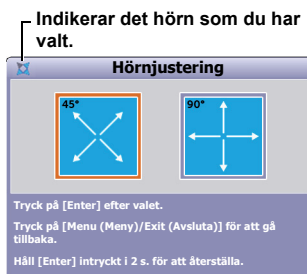 Indikerar det hörn som du har
valt.
Hörnjustering
45°
90°
Tryck på [Enter] efter valet.
Tryck på [Menu (Meny)/Exit (Avsluta)] för att gå
tillbaka.
Håll [Enter] intryckt i 2 s. för återställa.